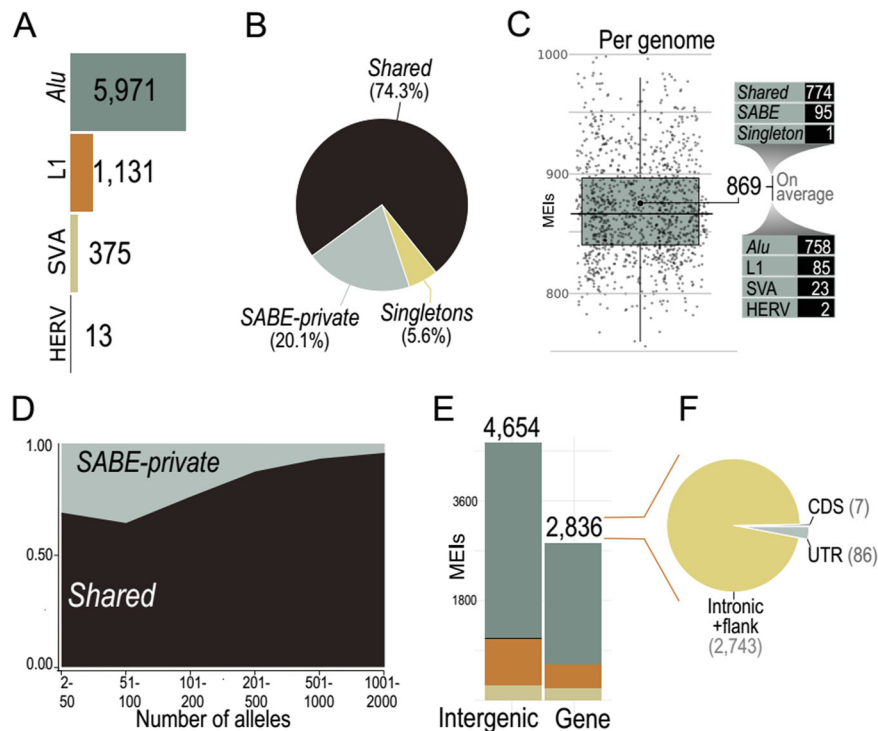 A
Alu
5,971
L1
1,131
SVA
375
HERV
13
B
Shared
(74.3%)
SABE-private
(20.1%)
Singletons
(5.6%)
C
Per genome
1000
900
800
MEIs
869
On
average
Shared 774
SABE 95
Singleton 1
Alu 758
L1 85
SVA 23
HERV 2
D
1.00
0.50
0.00
SABE-private
Shared
2-
50
51-
100
101-
200
201-
500
501-
1000
1001-
2000
Number of alleles
E
4,654
2,836
3600
1800
MEIs
Intergenic
Gene
F
CDS (7)
UTR (86)
Intronic
+flank
(2,743)